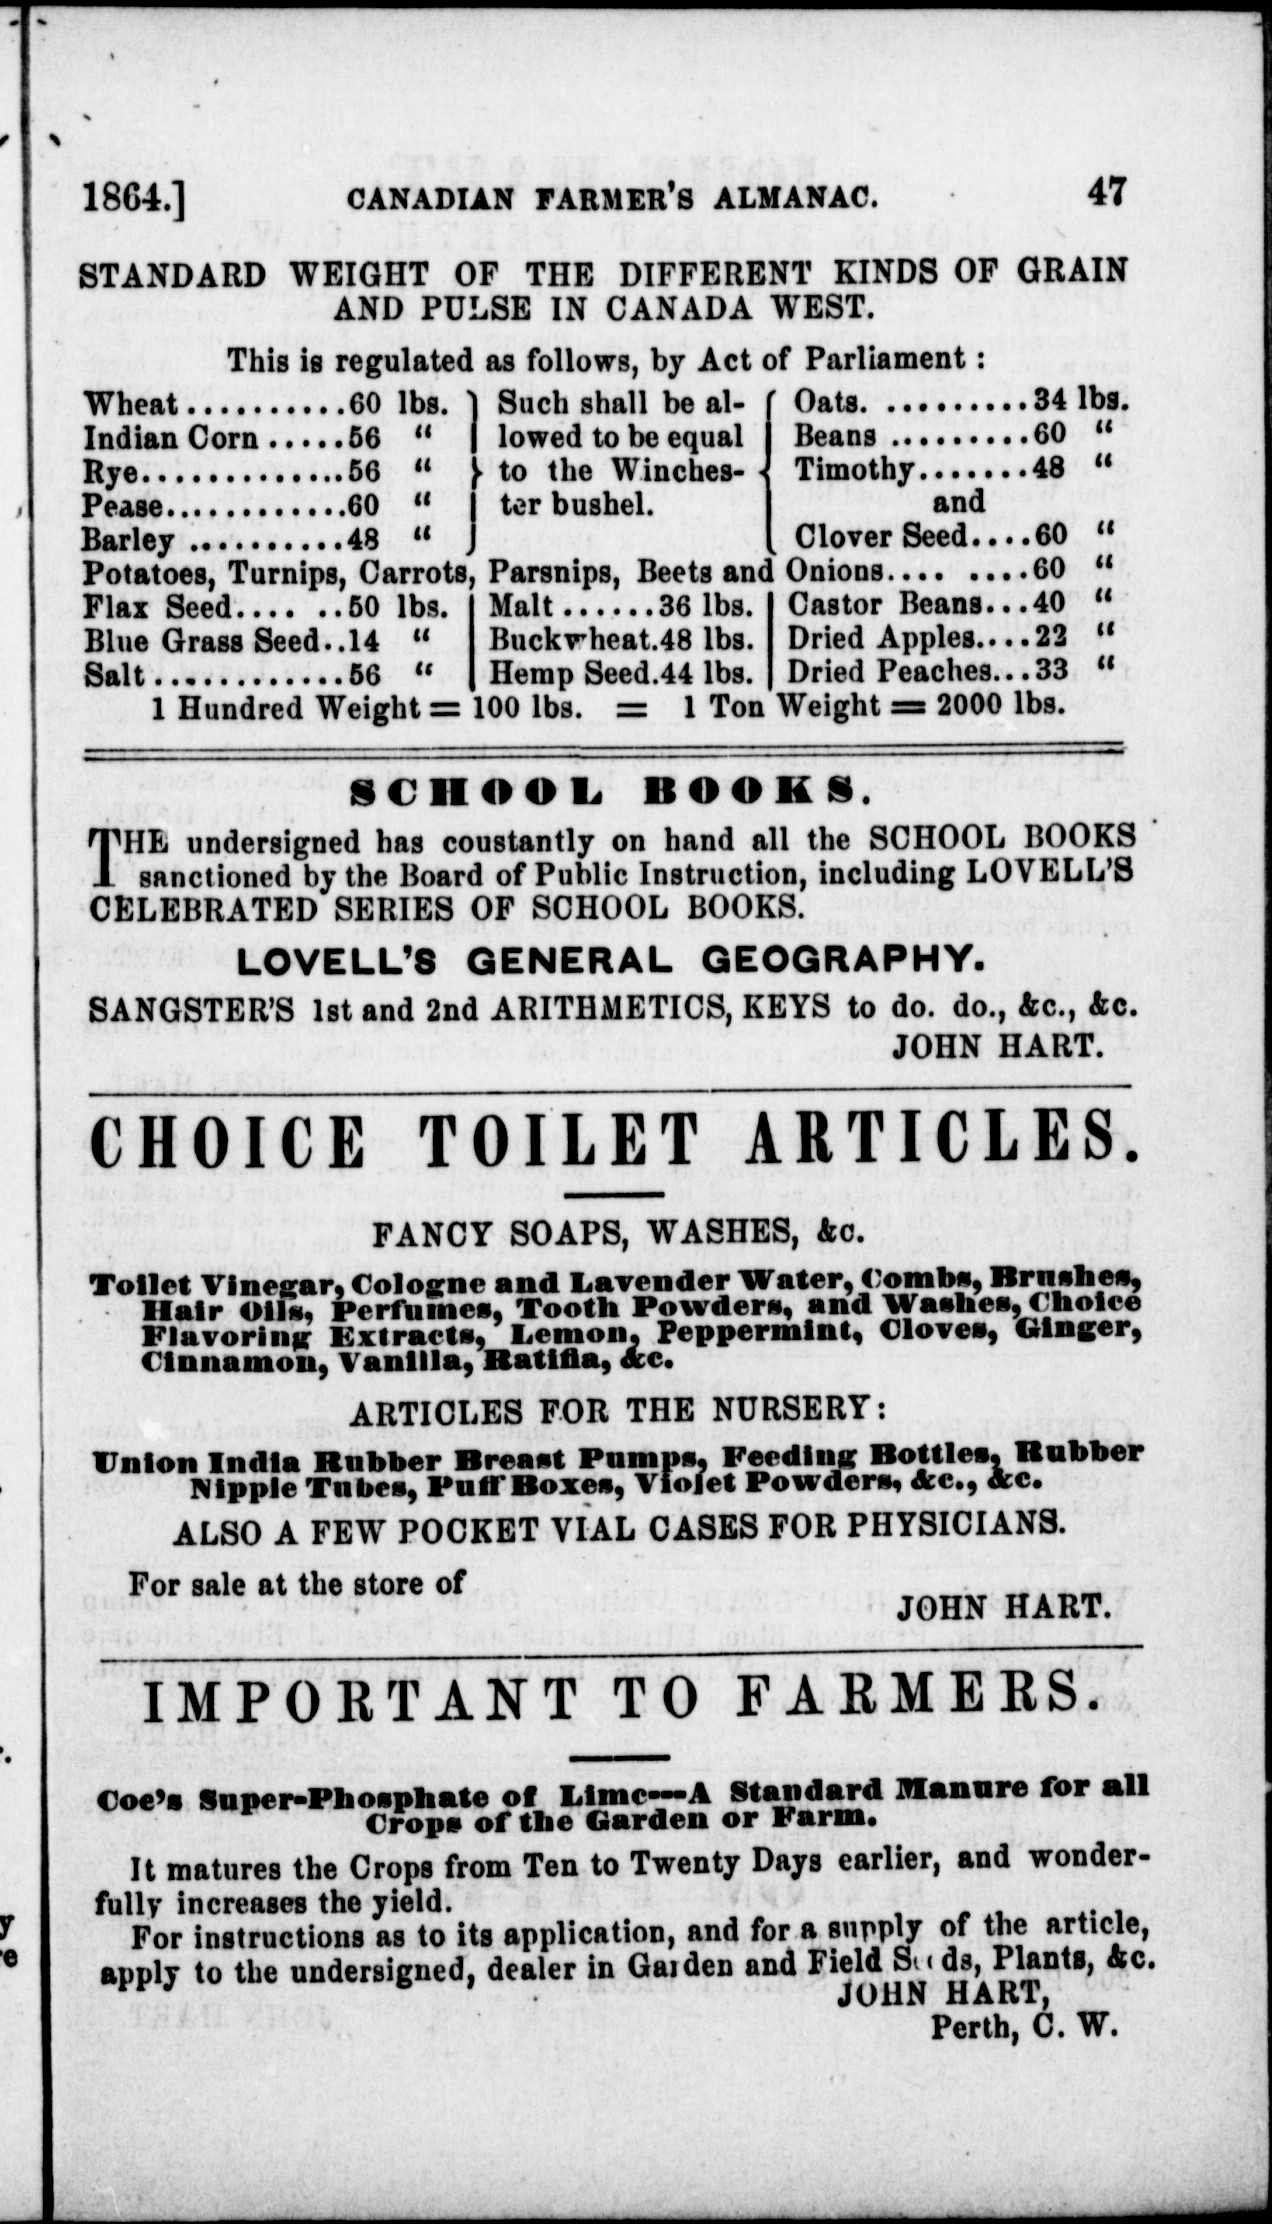 1864.] CANADIAN FARMER'S ALMANAC. 47
STANDARD WEIGHT OF THE DIFFERENT KINDS OF GRAIN
AND PULSE IN CANADA WEST.
This is regulated as follows, by Act of Parliament :
Wheat..........60 lbs. } Such shall be al- { Oats. ..........34 lbs.
Indian Corn .....56 " | lowed to be equal | Beans .........60 "
Rye.............56 " } to the Winches- { Timothy.......48 "
Pease............60 " | ter bushel. | and
Barley ..........48 " } { Clover Seed....60 "
Potatoes, Turnips, Carrots, Parsnips, Beets and Onions.... ....60 "
Flax Seed.... ..50 lbs. | Malt ......36 lbs. | Castor Beans...40 "
Blue Grass Seed..14 " | Buckwheat.48 lbs. | Dried Apples....22 "
Salt ............56 " | Hemp Seed.44 lbs. | Dried Peaches...33 "
1 Hundred Weight = 100 lbs. = 1 Ton Weight = 2000 lbs.
SCHOOL BOOKS.
THE undersigned has coustantly on hand all the SCHOOL BOOKS
sanctioned by the Board of Public Instruction, including LOVELL'S
CELEBRATED SERIES OF SCHOOL BOOKS.
LOVELL'S GENERAL GEOGRAPHY.
SANGSTER'S 1st and 2nd ARITHMETICS, KEYS to do. do., &c., &c.
JOHN HART.
CHOICE TOILET ARTICLES.
FANCY SOAPS, WASHES, &c.
Toilet Vinegar, Cologne and Lavender Water, Combs, Brushes,
Hair Oils, Perfumes, Tooth Powders, and Washes, Choice
Flavoring Extracts, Lemon, Peppermint, Cloves, Ginger,
Cinnamon, Vanilla, Ratifia, &c.
ARTICLES FOR THE NURSERY:
Union India Rubber Breast Pumps, Feeding Bottles, Rubber
Nipple Tubes, Puff Boxes, Violet Powders, &c., &c.
ALSO A FEW POCKET VIAL CASES FOR PHYSICIANS.
For sale at the store of
JOHN HART.
IMPORTANT TO FARMERS.
Coe's Super-Phosphate of Lime—A Standard Manure for all
Crops of the Garden or Farm.
It matures the Crops from Ten to Twenty Days earlier, and wonder-
fully increases the yield.
For instructions as to its application, and for a supply of the article,
apply to the undersigned, dealer in Garden and Field Seeds, Plants, &c.
JOHN HART,
Perth, C. W.